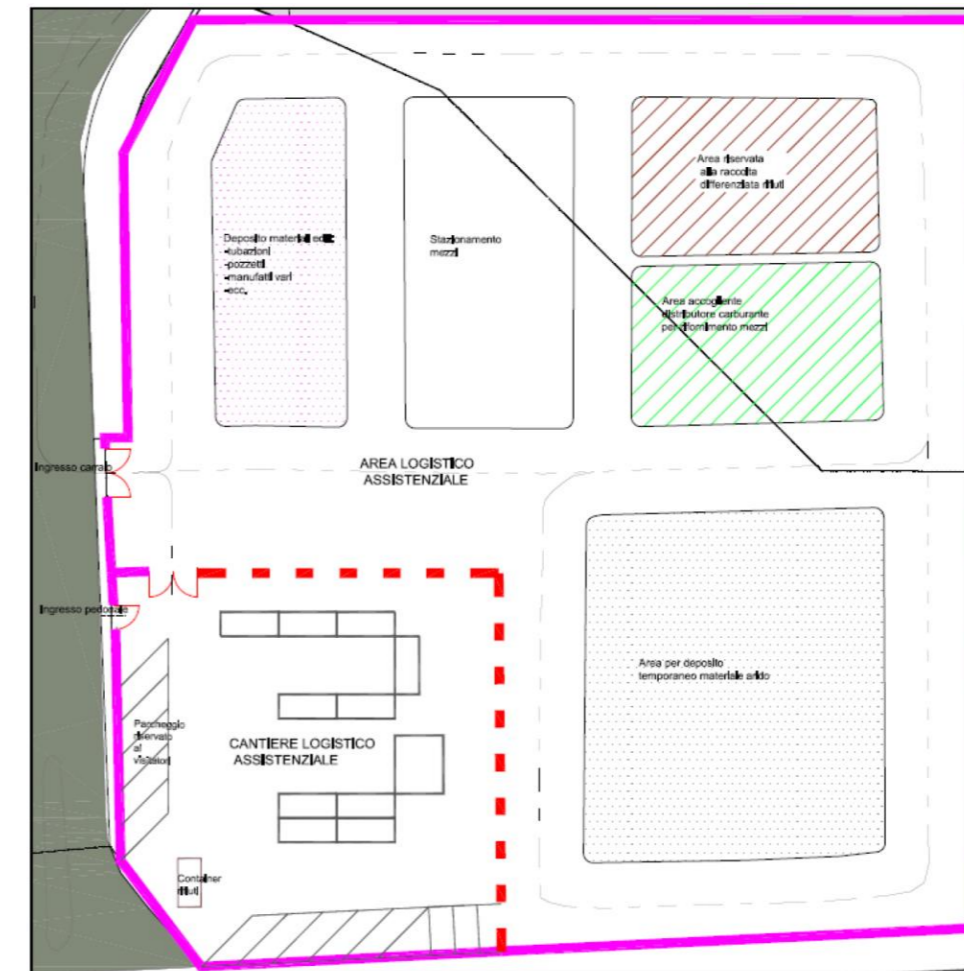 Area riservata
alla raccolta
differenziata rifiuti
Deposito materiali
-tubazioni
-pozzetti
-manufatti vari
-ecc.
Stazionamento
mezzi
Area accogliente
distributore carburante
per rifornimento mezzi
Ingresso carraio
AREA LOGISTICO
ASSISTENZIALE
Ingresso pedonale
Area per deposito
temporaneo materiale arido
Parcheggio
riservato
ai
visitatori
CANTIERE LOGISTICO
ASSISTENZIALE
Container
rifiuti